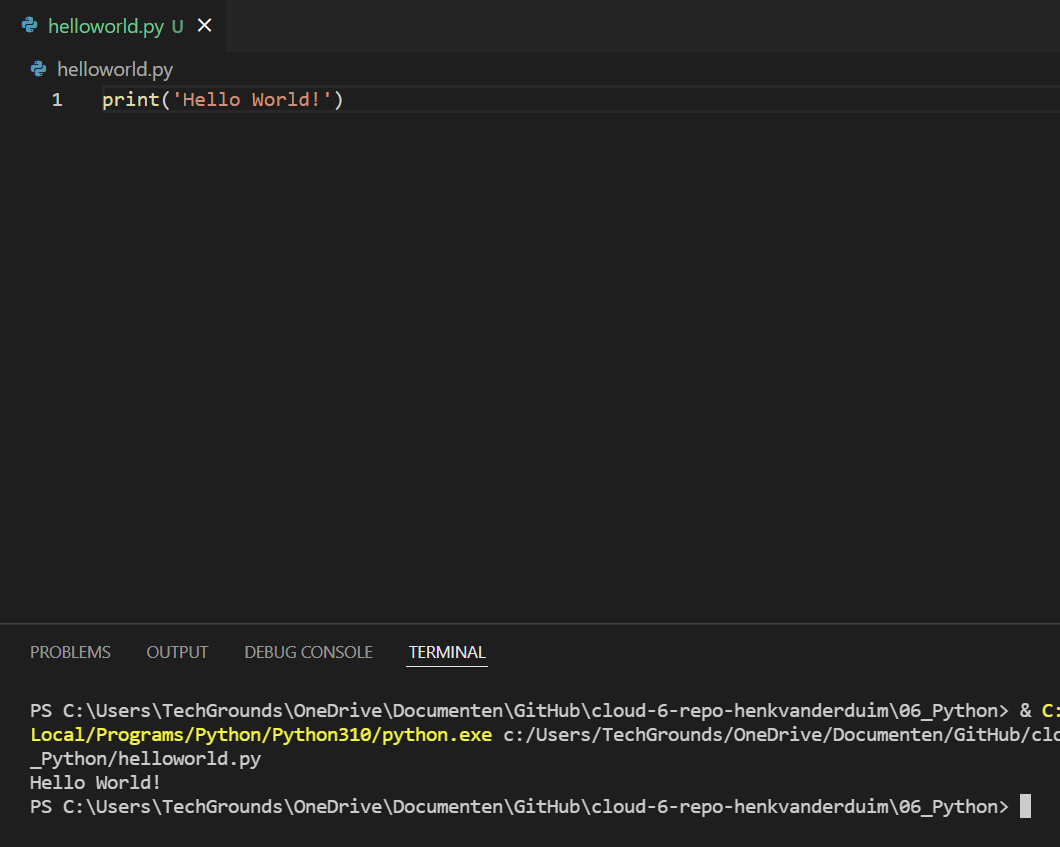 helloworld.py U
helloworld.py
1 print('Hello World!')
PROBLEMS OUTPUT DEBUG CONSOLE TERMINAL
PS C:\Users\TechGrounds\OneDrive\Documenten\GitHub\cloud-6-repo-henkvanderduim\06_Python> & C:
Local/Programs/Python/Python310/python.exe c:/Users/TechGrounds/OneDrive/Documenten/GitHub/clo
_Python/helloworld.py
Hello World!
PS C:\Users\TechGrounds\OneDrive\Documenten\GitHub\cloud-6-repo-henkvanderduim\06_Python>